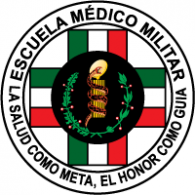 ESCUELA MÉDICO MILITAR
LA SALUD COMO META, EL HONOR COMO GUIA